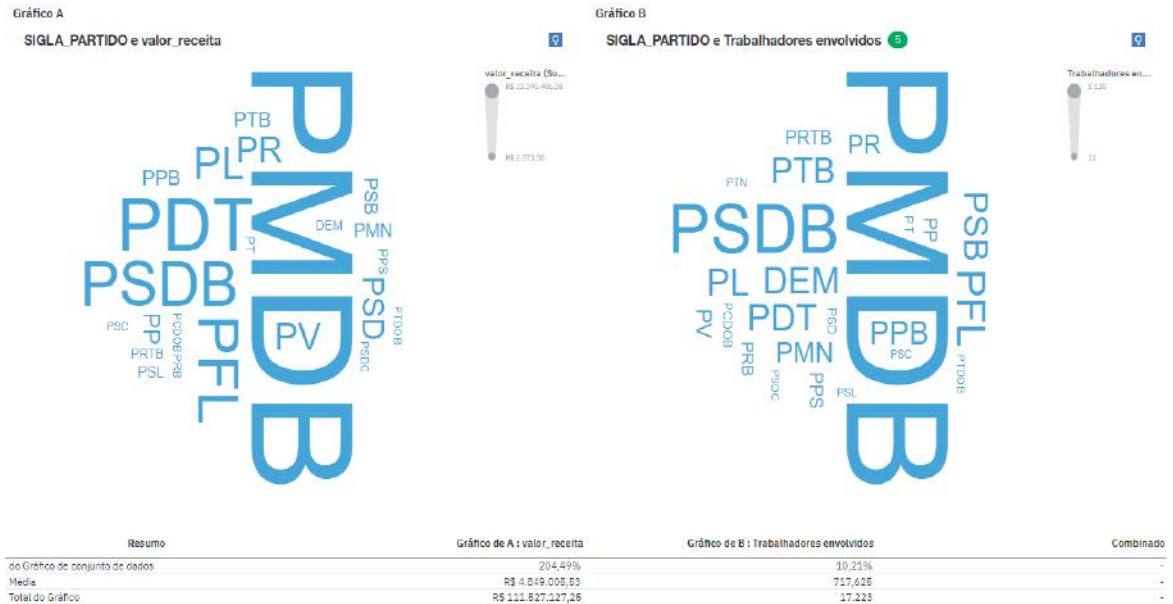 Gráfico A
SIGLA_PARTIDO e valor_receita
valor_receita (So...
R$ 2.573,50
PMDB
PTB
PR
PL
PPB
PSB
DEM
PMN
PDT
PT
PPS
PSDB
PSD
PTDOB
PV
PSC
PP
PCDOB
PRB
PFL
PSDC
PRTB
PSL
Gráfico B
SIGLA_PARTIDO e Trabalhadores envolvidos 5
Trabalhadores en...
11
PMDB
PRTB
PR
PTB
PTN
PSB
PSDB
PT
PP
PL
DEM
PFL
PV
PCDOB
PDT
PSD
PPB
PSC
PRB
PMN
PTDOB
PSDC
PPS
PSL
Resumo Gráfico de A : valor_receita Gráfico de B : Trabalhadores envolvidos Combinado
do Gráfico de conjunto de dados 204,49% 10,21% -
Média R$ 4.849.005,53 717,625 -
Total do Gráfico R$ 111.527.127,25 17.223 -